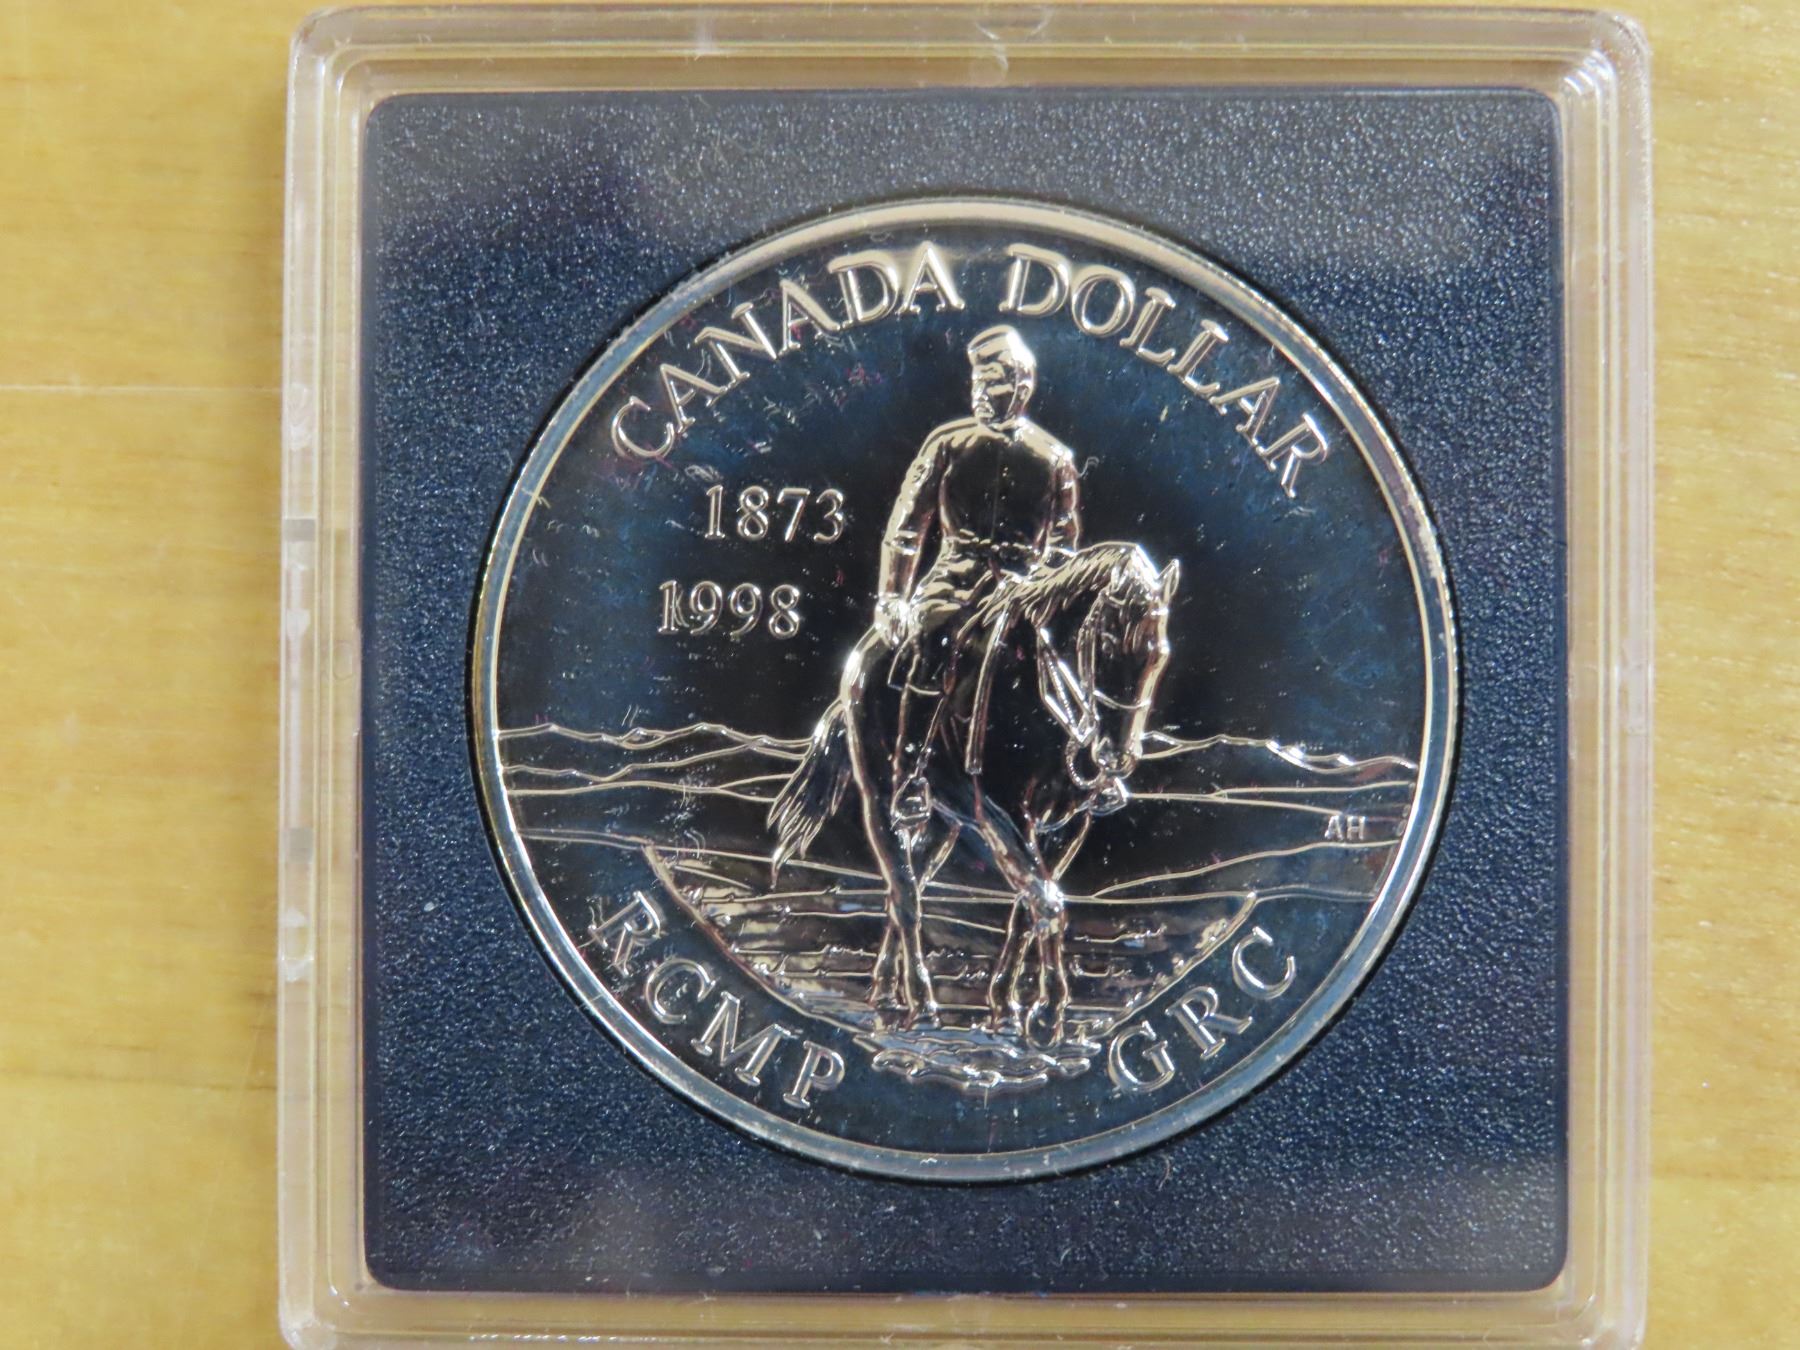 CANADA DOLLAR
1873
1998
AH
RCMP GRC